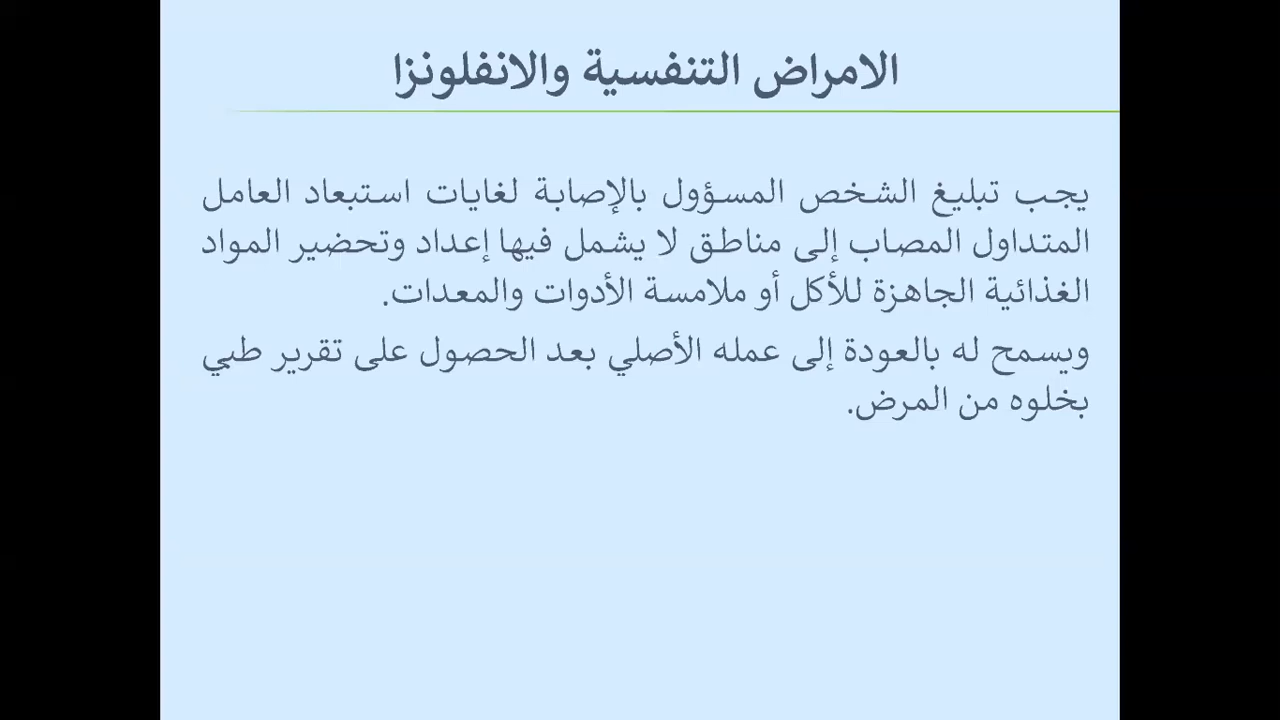 الامراض التنفسية والانفلونزا
يجب تبليغ الشخص المسؤول بالإصابة لغايات استبعاد العامل
المتداول المصاب إلى مناطق لا يشمل فيها إعداد وتحضير المواد
الغذائية الجاهزة للأكل أو ملامسة الأدوات والمعدات.
ويسمح له بالعودة إلى عمله الأصلي بعد الحصول على تقرير طبي
بخلوه من المرض.